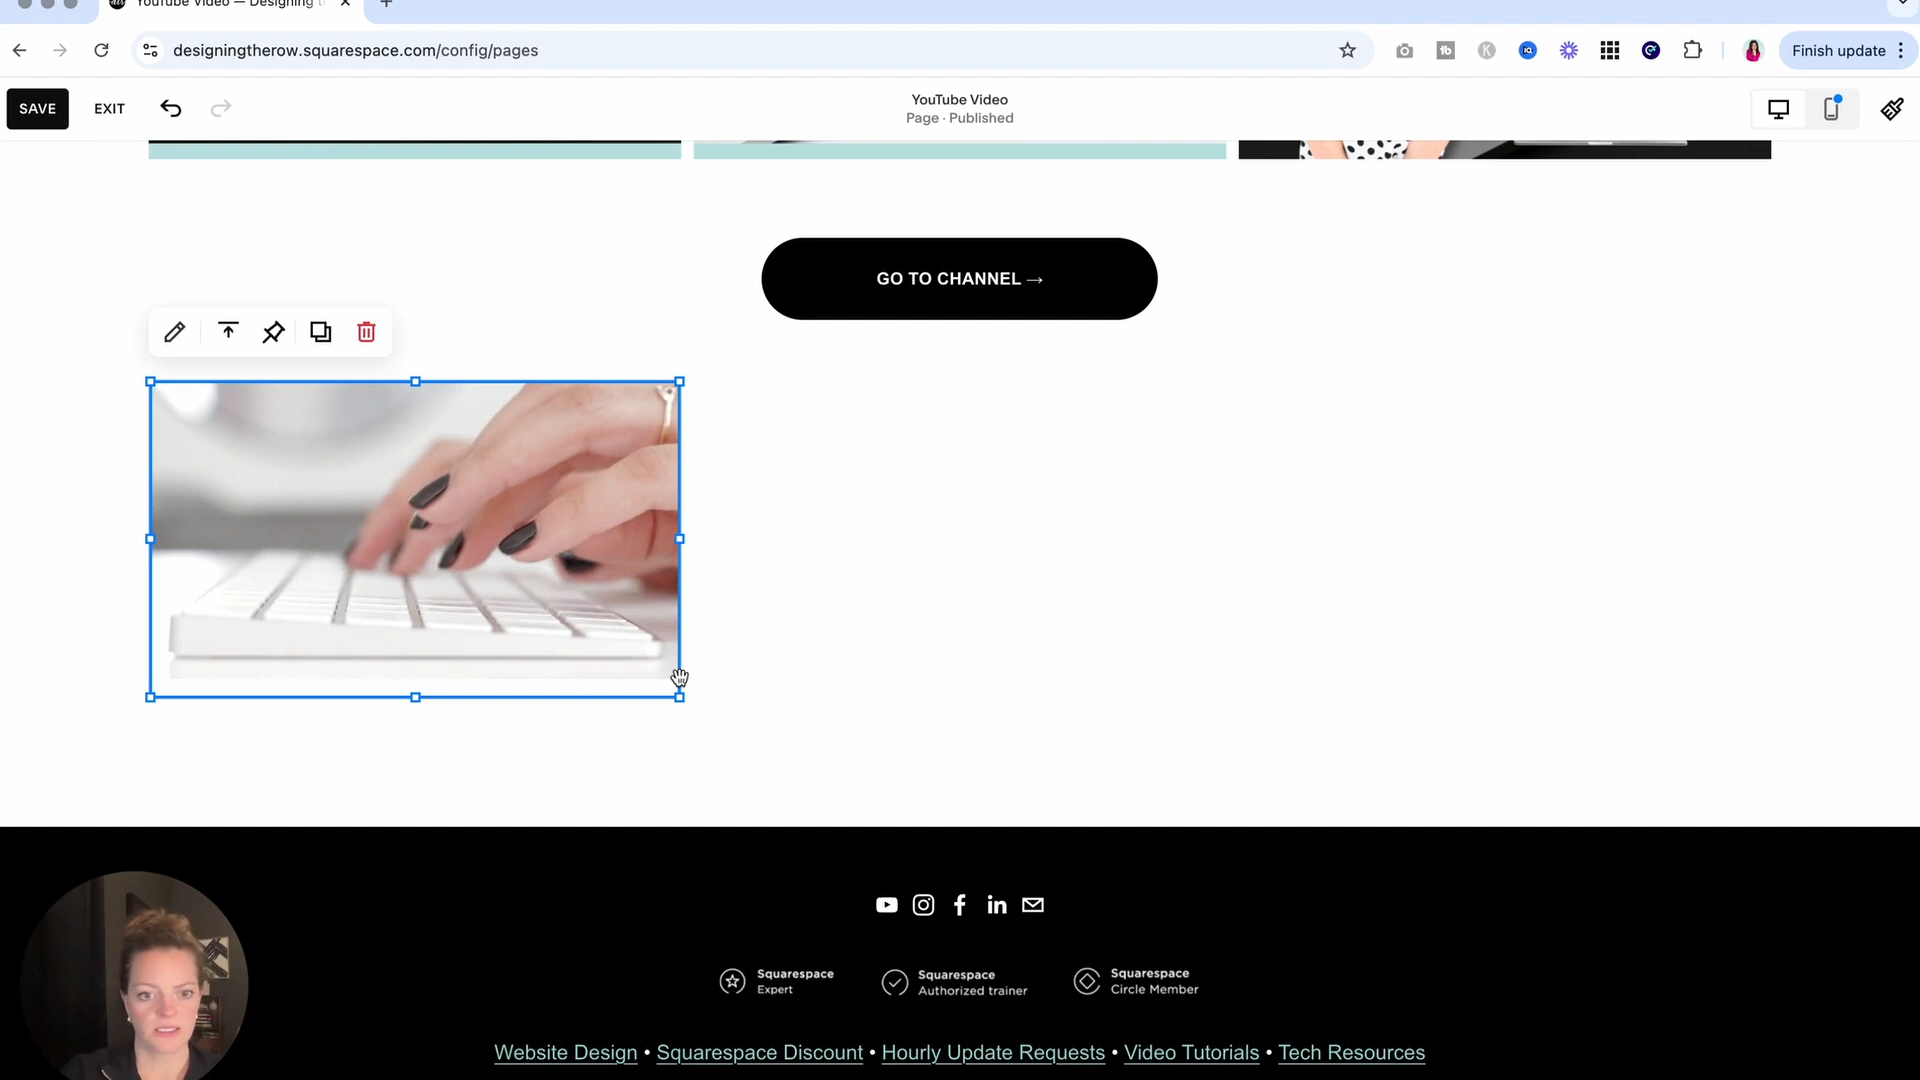 YouTube Video — Designing t
designingtherow.squarespace.com/config/pages
Finish update
SAVE
EXIT
YouTube Video
Page · Published
GO TO CHANNEL →
Squarespace
Expert
Squarespace
Authorized trainer
Squarespace
Circle Member
Website Design • Squarespace Discount • Hourly Update Requests • Video Tutorials • Tech Resources